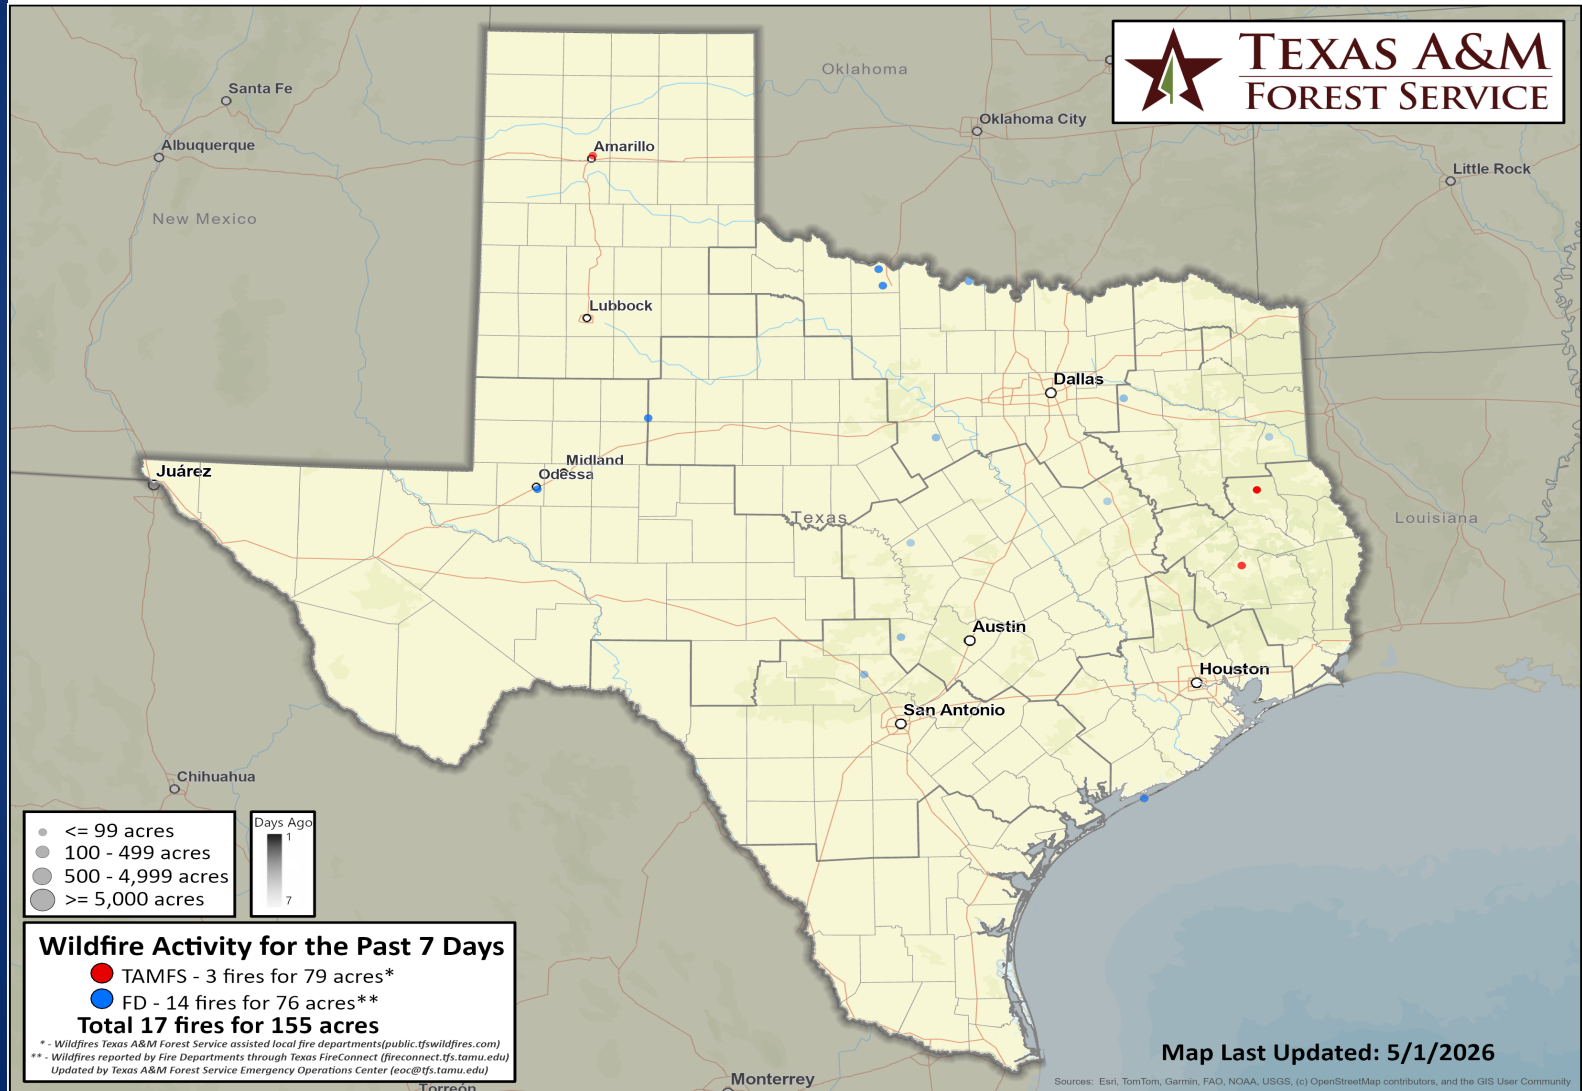 TEXAS A&M
FOREST SERVICE
Oklahoma
Santa Fe
Oklahoma City
Albuquerque
Amarillo
Little Rock
New Mexico
Lubbock
Dallas
Midland
Juárez
Odessa
Texas
Louisiana
Austin
Houston
San Antonio
Chihuahua
<= 99 acres
100 - 499 acres
500 - 4,999 acres
>= 5,000 acres
Days Ago
1
7
Wildfire Activity for the Past 7 Days
TAMFS - 3 fires for 79 acres*
FD - 14 fires for 76 acres**
Total 17 fires for 155 acres
* - Wildfires Texas A&M Forest Service assisted local fire departments(public.tfswildfires.com)
** - Wildfires reported by Fire Departments through Texas FireConnect (fireconnect.tfs.tamu.edu)
Updated by Texas A&M Forest Service Emergency Operations Center (eoc@tfs.tamu.edu)
Map Last Updated: 5/1/2026
Monterrey
Torreón
Sources: Esri, TomTom, Garmin, FAO, NOAA, USGS, (c) OpenStreetMap contributors, and the GIS User Community